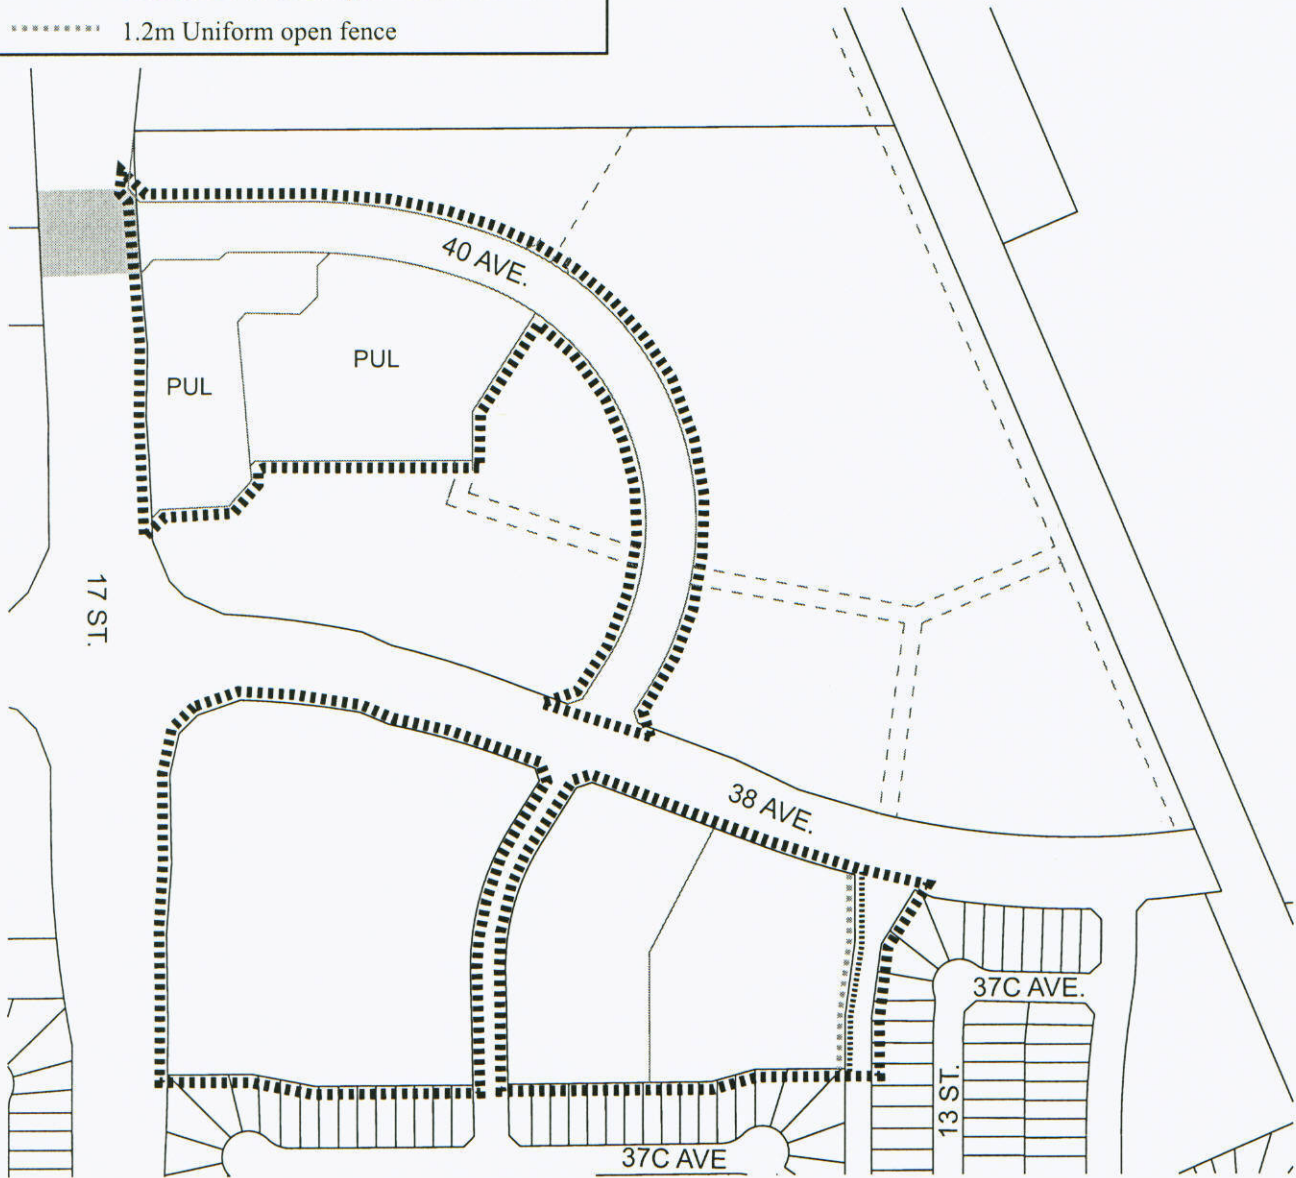 1.2m Uniform open fence
40 AVE.
PUL
PUL
17 ST.
38 AVE.
37C AVE.
13 ST.
37C AVE